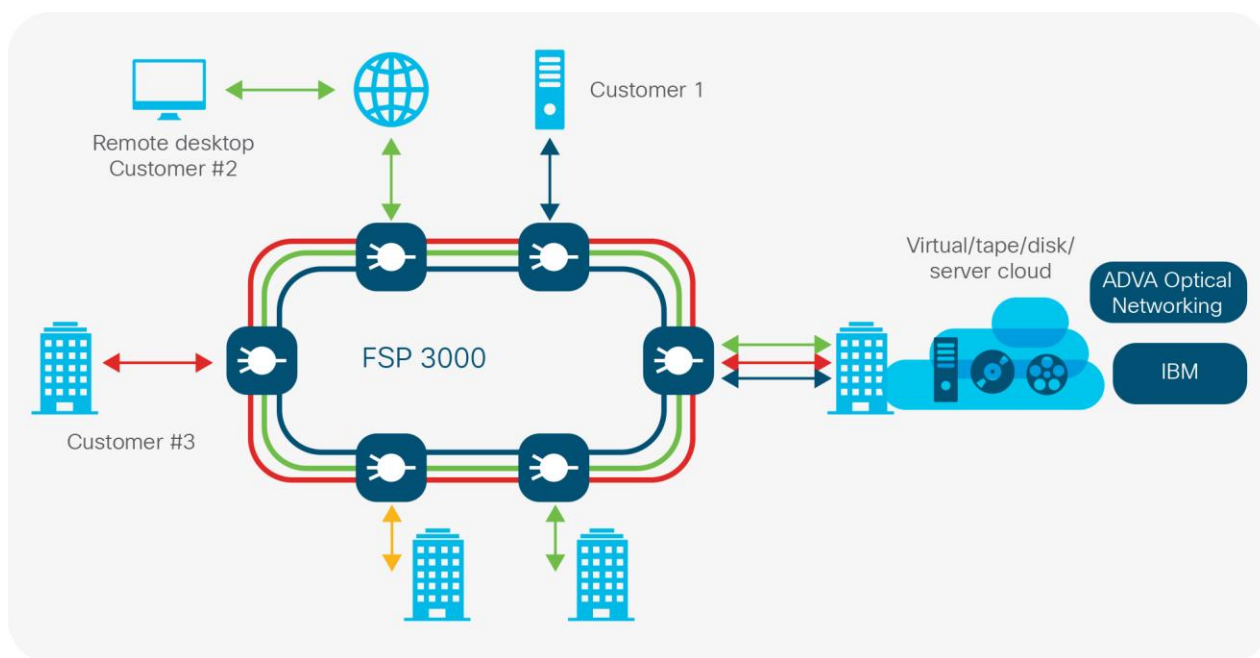 Customer 1
Remote desktop
Customer #2
Virtual/tape/disk/
server cloud
ADVA Optical
Networking
FSP 3000
IBM
Customer #3